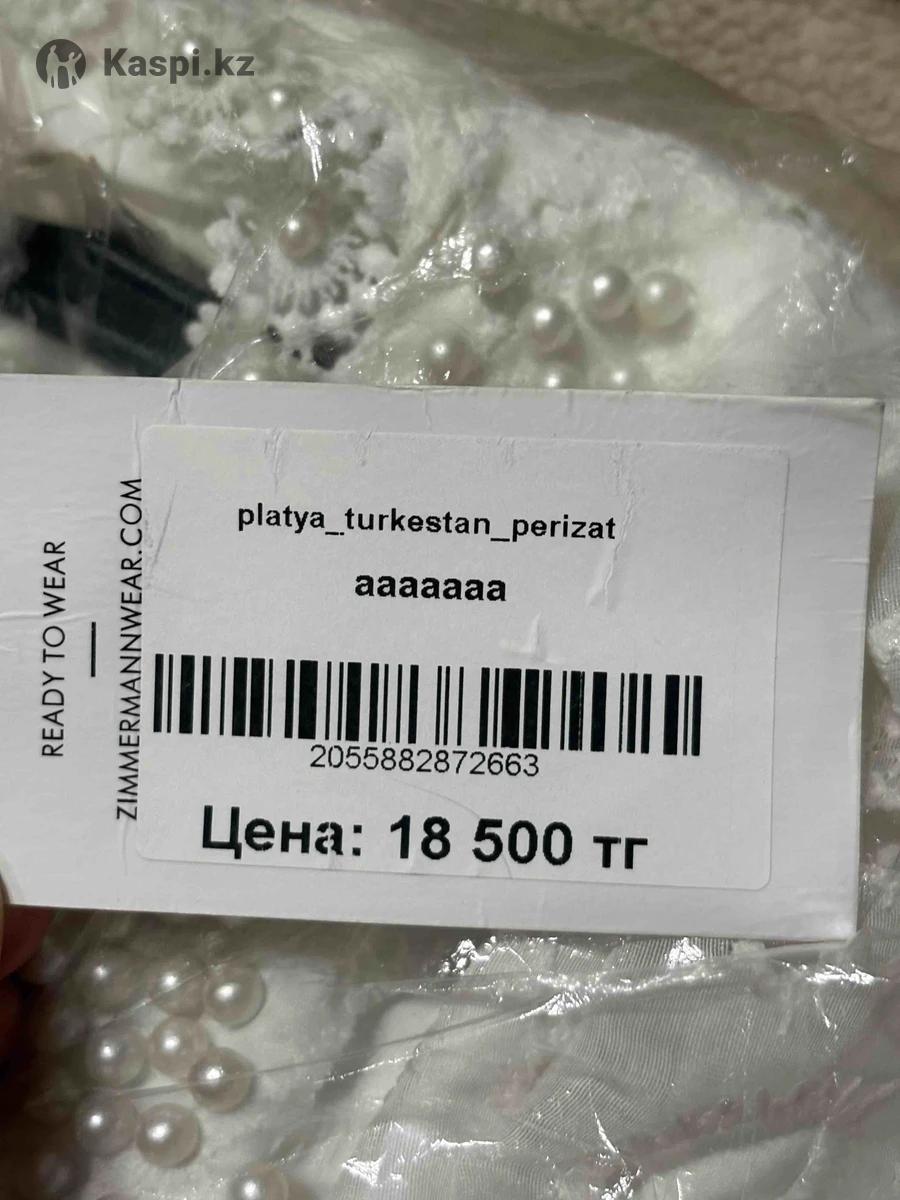 Kaspi.kz
platya_turkestan_perizat
aaaaaaa
2055882872663
Цена: 18 500 тг
READY TO WEAR
ZIMMERMANNWEAR.COM